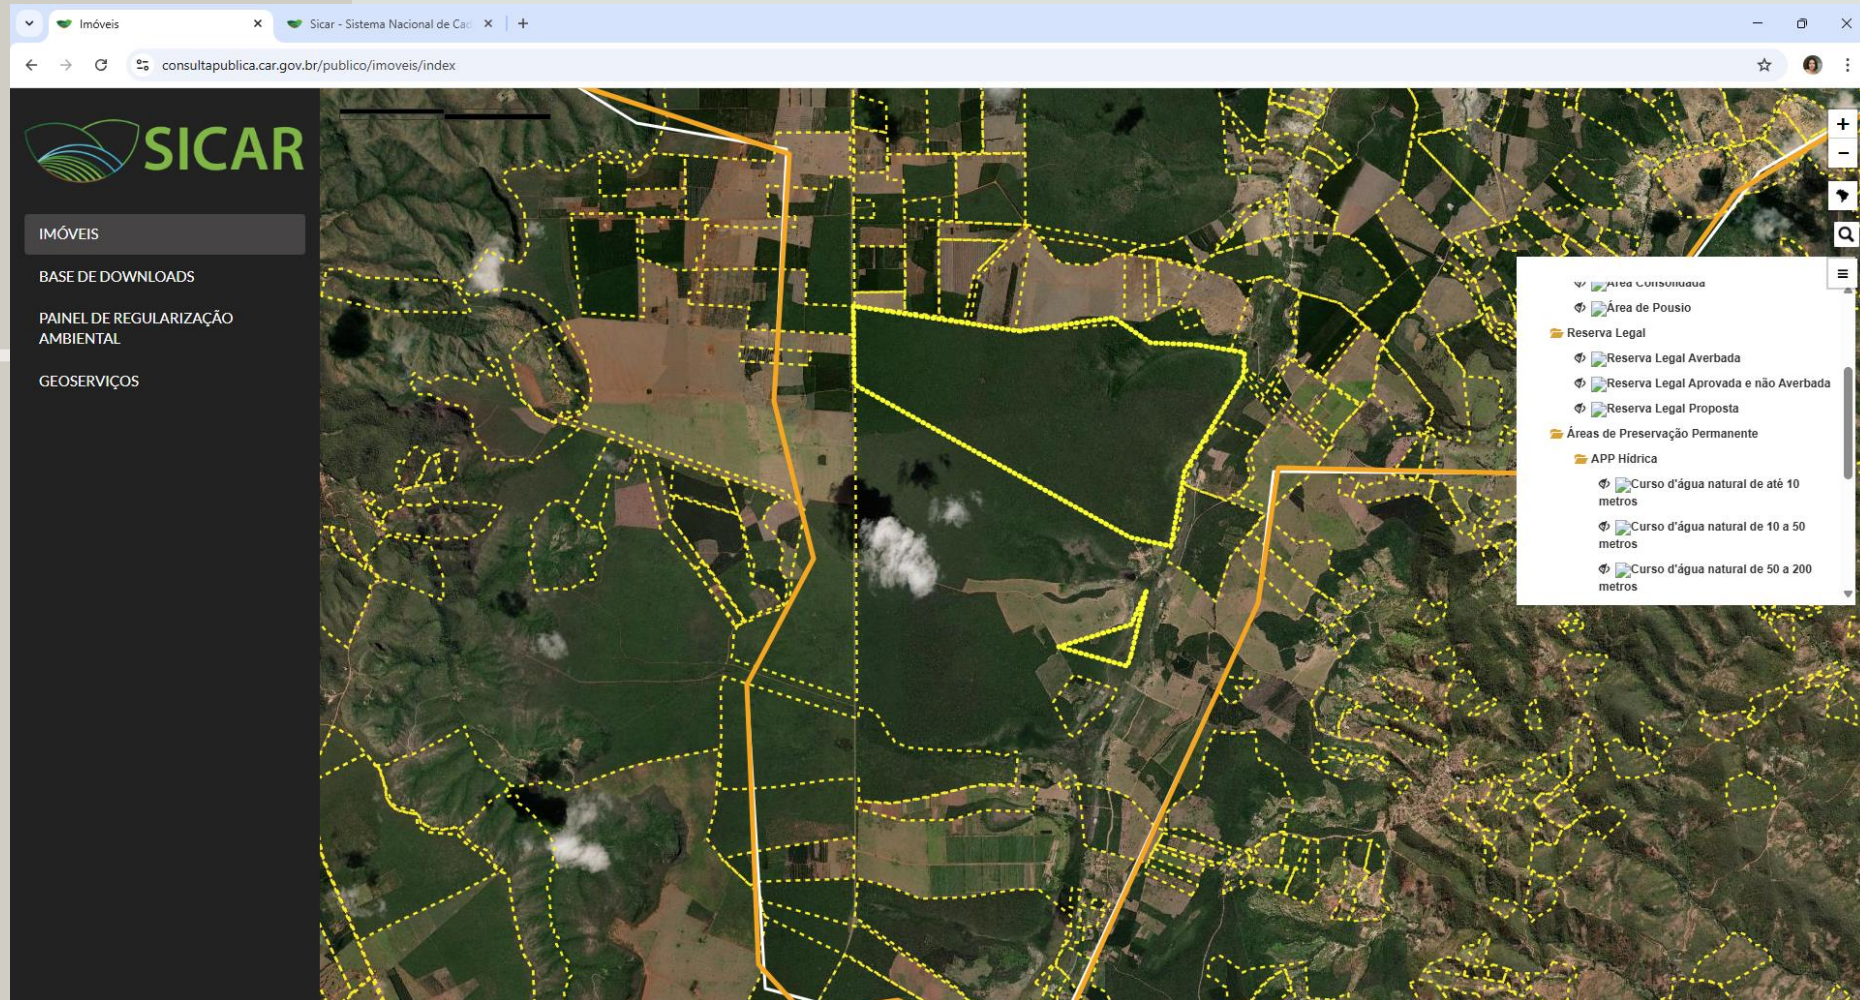 Imóveis
Sicar - Sistema Nacional de Cad
consultapublica.car.gov.br/publico/imoveis/index
SICAR
IMÓVEIS
BASE DE DOWNLOADS
PAINEL DE REGULARIZAÇÃO
AMBIENTAL
GEOSERVIÇOS
+
−
Área Consolidada
Área de Pousio
Reserva Legal
Reserva Legal Averbada
Reserva Legal Aprovada e não Averbada
Reserva Legal Proposta
Áreas de Preservação Permanente
APP Hídrica
Curso d'água natural de até 10
metros
Curso d'água natural de 10 a 50
metros
Curso d'água natural de 50 a 200
metros